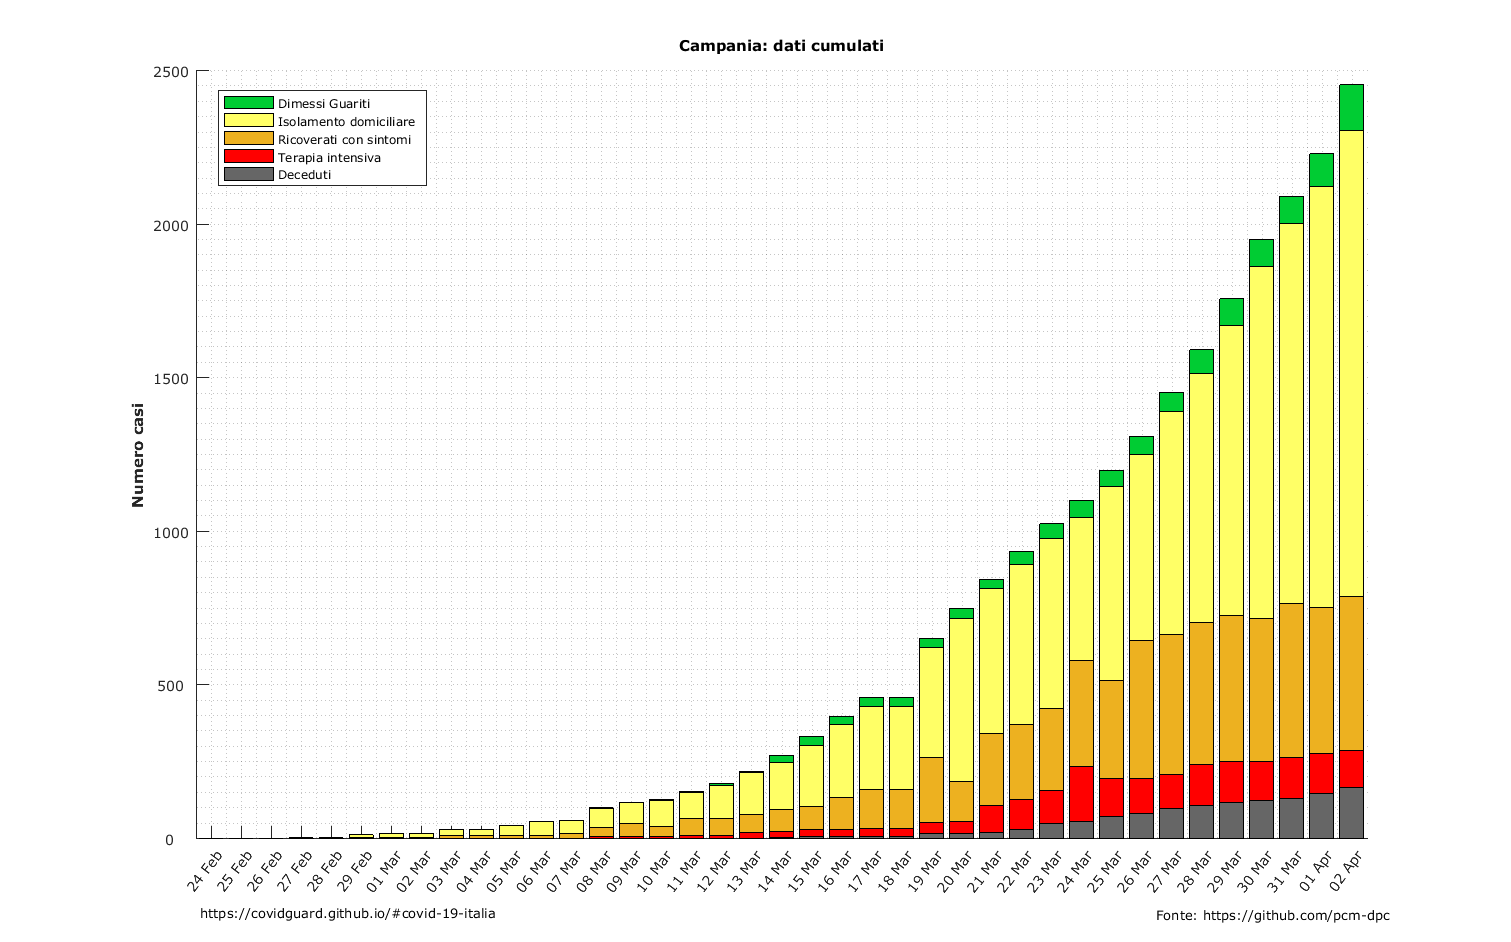 Campania: dati cumulati
2500
2000
1500
1000
500
0
Numero casi
Dimessi Guariti
Isolamento domiciliare
Ricoverati con sintomi
Terapia intensiva
Deceduti
24 Feb
25 Feb
26 Feb
27 Feb
28 Feb
29 Feb
01 Mar
02 Mar
03 Mar
04 Mar
05 Mar
06 Mar
07 Mar
08 Mar
09 Mar
10 Mar
11 Mar
12 Mar
13 Mar
14 Mar
15 Mar
16 Mar
17 Mar
18 Mar
19 Mar
20 Mar
21 Mar
22 Mar
23 Mar
24 Mar
25 Mar
26 Mar
27 Mar
28 Mar
29 Mar
30 Mar
31 Mar
01 Apr
02 Apr
https://covidguard.github.io/#covid-19-italia
Fonte: https://github.com/pcm-dpc